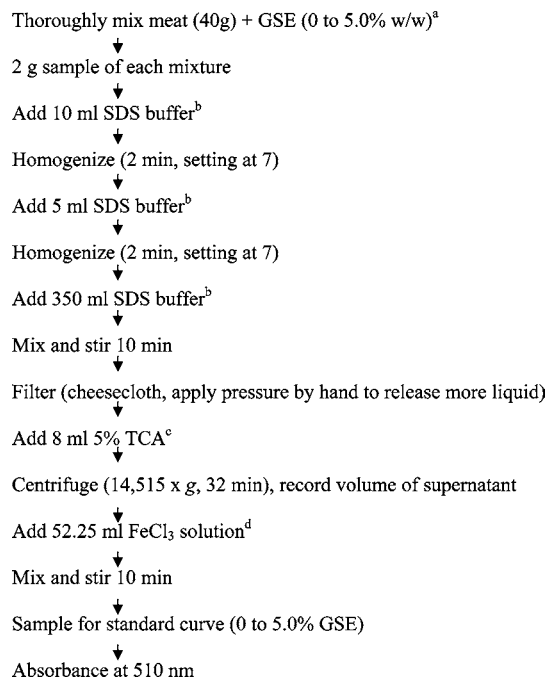 Thoroughly mix meat (40g) + GSE (0 to 5.0% w/w)ᵃ
2 g sample of each mixture
Add 10 ml SDS bufferᵇ
Homogenize (2 min, setting at 7)
Add 5 ml SDS bufferᵇ
Homogenize (2 min, setting at 7)
Add 350 ml SDS bufferᵇ
Mix and stir 10 min
Filter (cheesecloth, apply pressure by hand to release more liquid)
Add 8 ml 5% TCAᶜ
Centrifuge (14,515 x g, 32 min), record volume of supernatant
Add 52.25 ml FeCl₃ solutionᵈ
Mix and stir 10 min
Sample for standard curve (0 to 5.0% GSE)
Absorbance at 510 nm